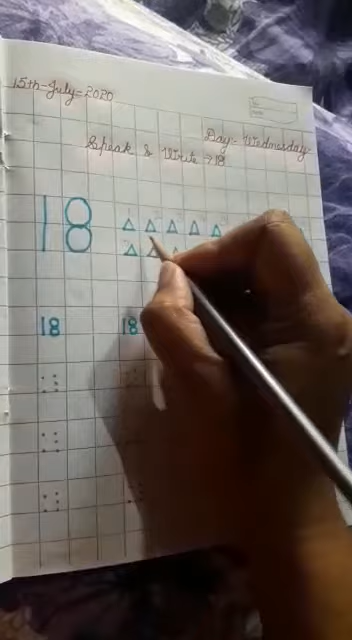 15th-July-2020
Day:- Wednesday
Speak & Write → 18
18
18 18